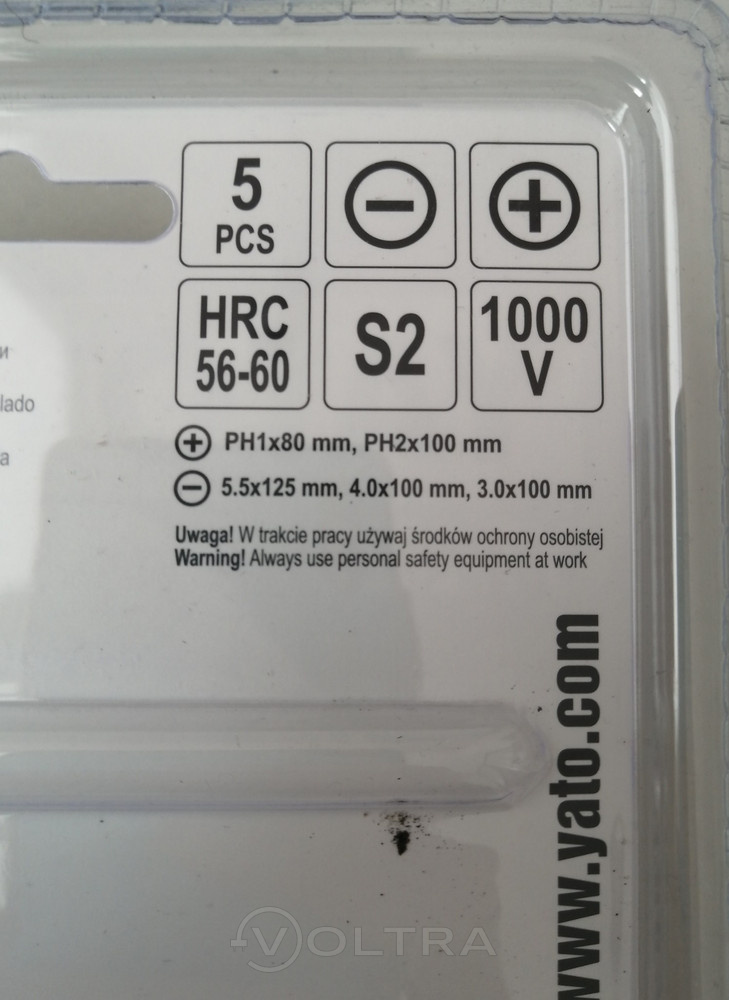 5
PCS
HRC
56-60
S2
1000
V
и
lado
a
PH1x80 mm, PH2x100 mm
5.5x125 mm, 4.0x100 mm, 3.0x100 mm
Uwaga! W trakcie pracy używaj środków ochrony osobistej
Warning! Always use personal safety equipment at work
www.yato.com
VOLTRA